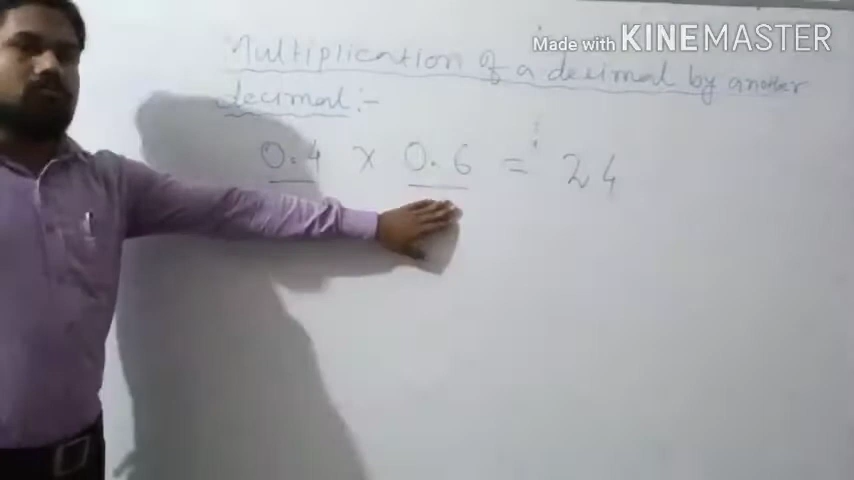 Made with KINEMASTER
Multiplication of a decimal by another
decimal :-
0.4 x 0.6 = 24